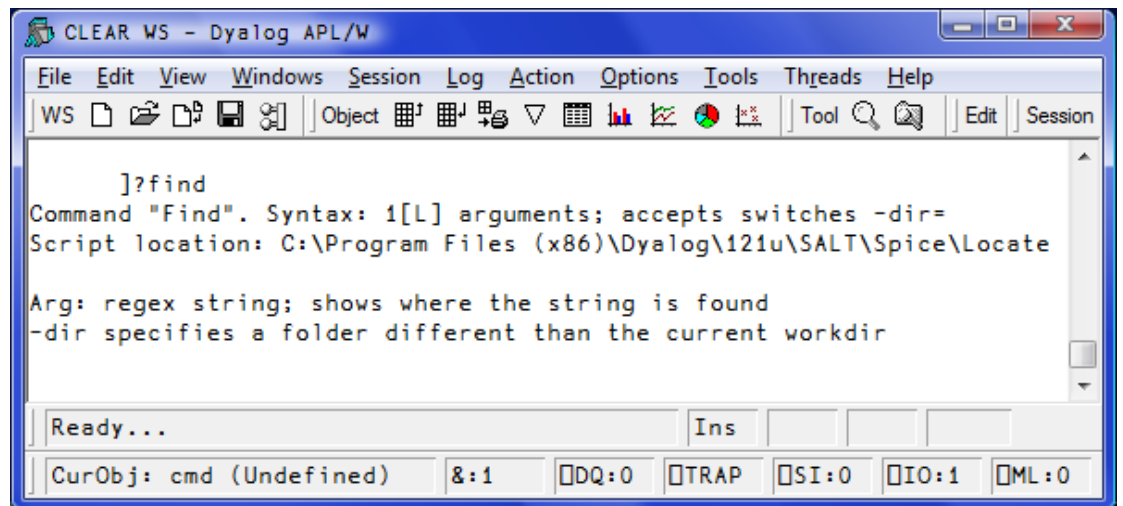 CLEAR WS - Dyalog APL/W
File Edit View Windows Session Log Action Options Tools Threads Help
WS Object Tool Edit Session
]?find
Command "Find". Syntax: 1[L] arguments; accepts switches -dir=
Script location: C:\Program Files (x86)\Dyalog\121u\SALT\Spice\Locate
Arg: regex string; shows where the string is found
-dir specifies a folder different than the current workdir
Ready... Ins
CurObj: cmd (Undefined) &:1 ⎕DQ:0 ⎕TRAP ⎕SI:0 ⎕IO:1 ⎕ML:0